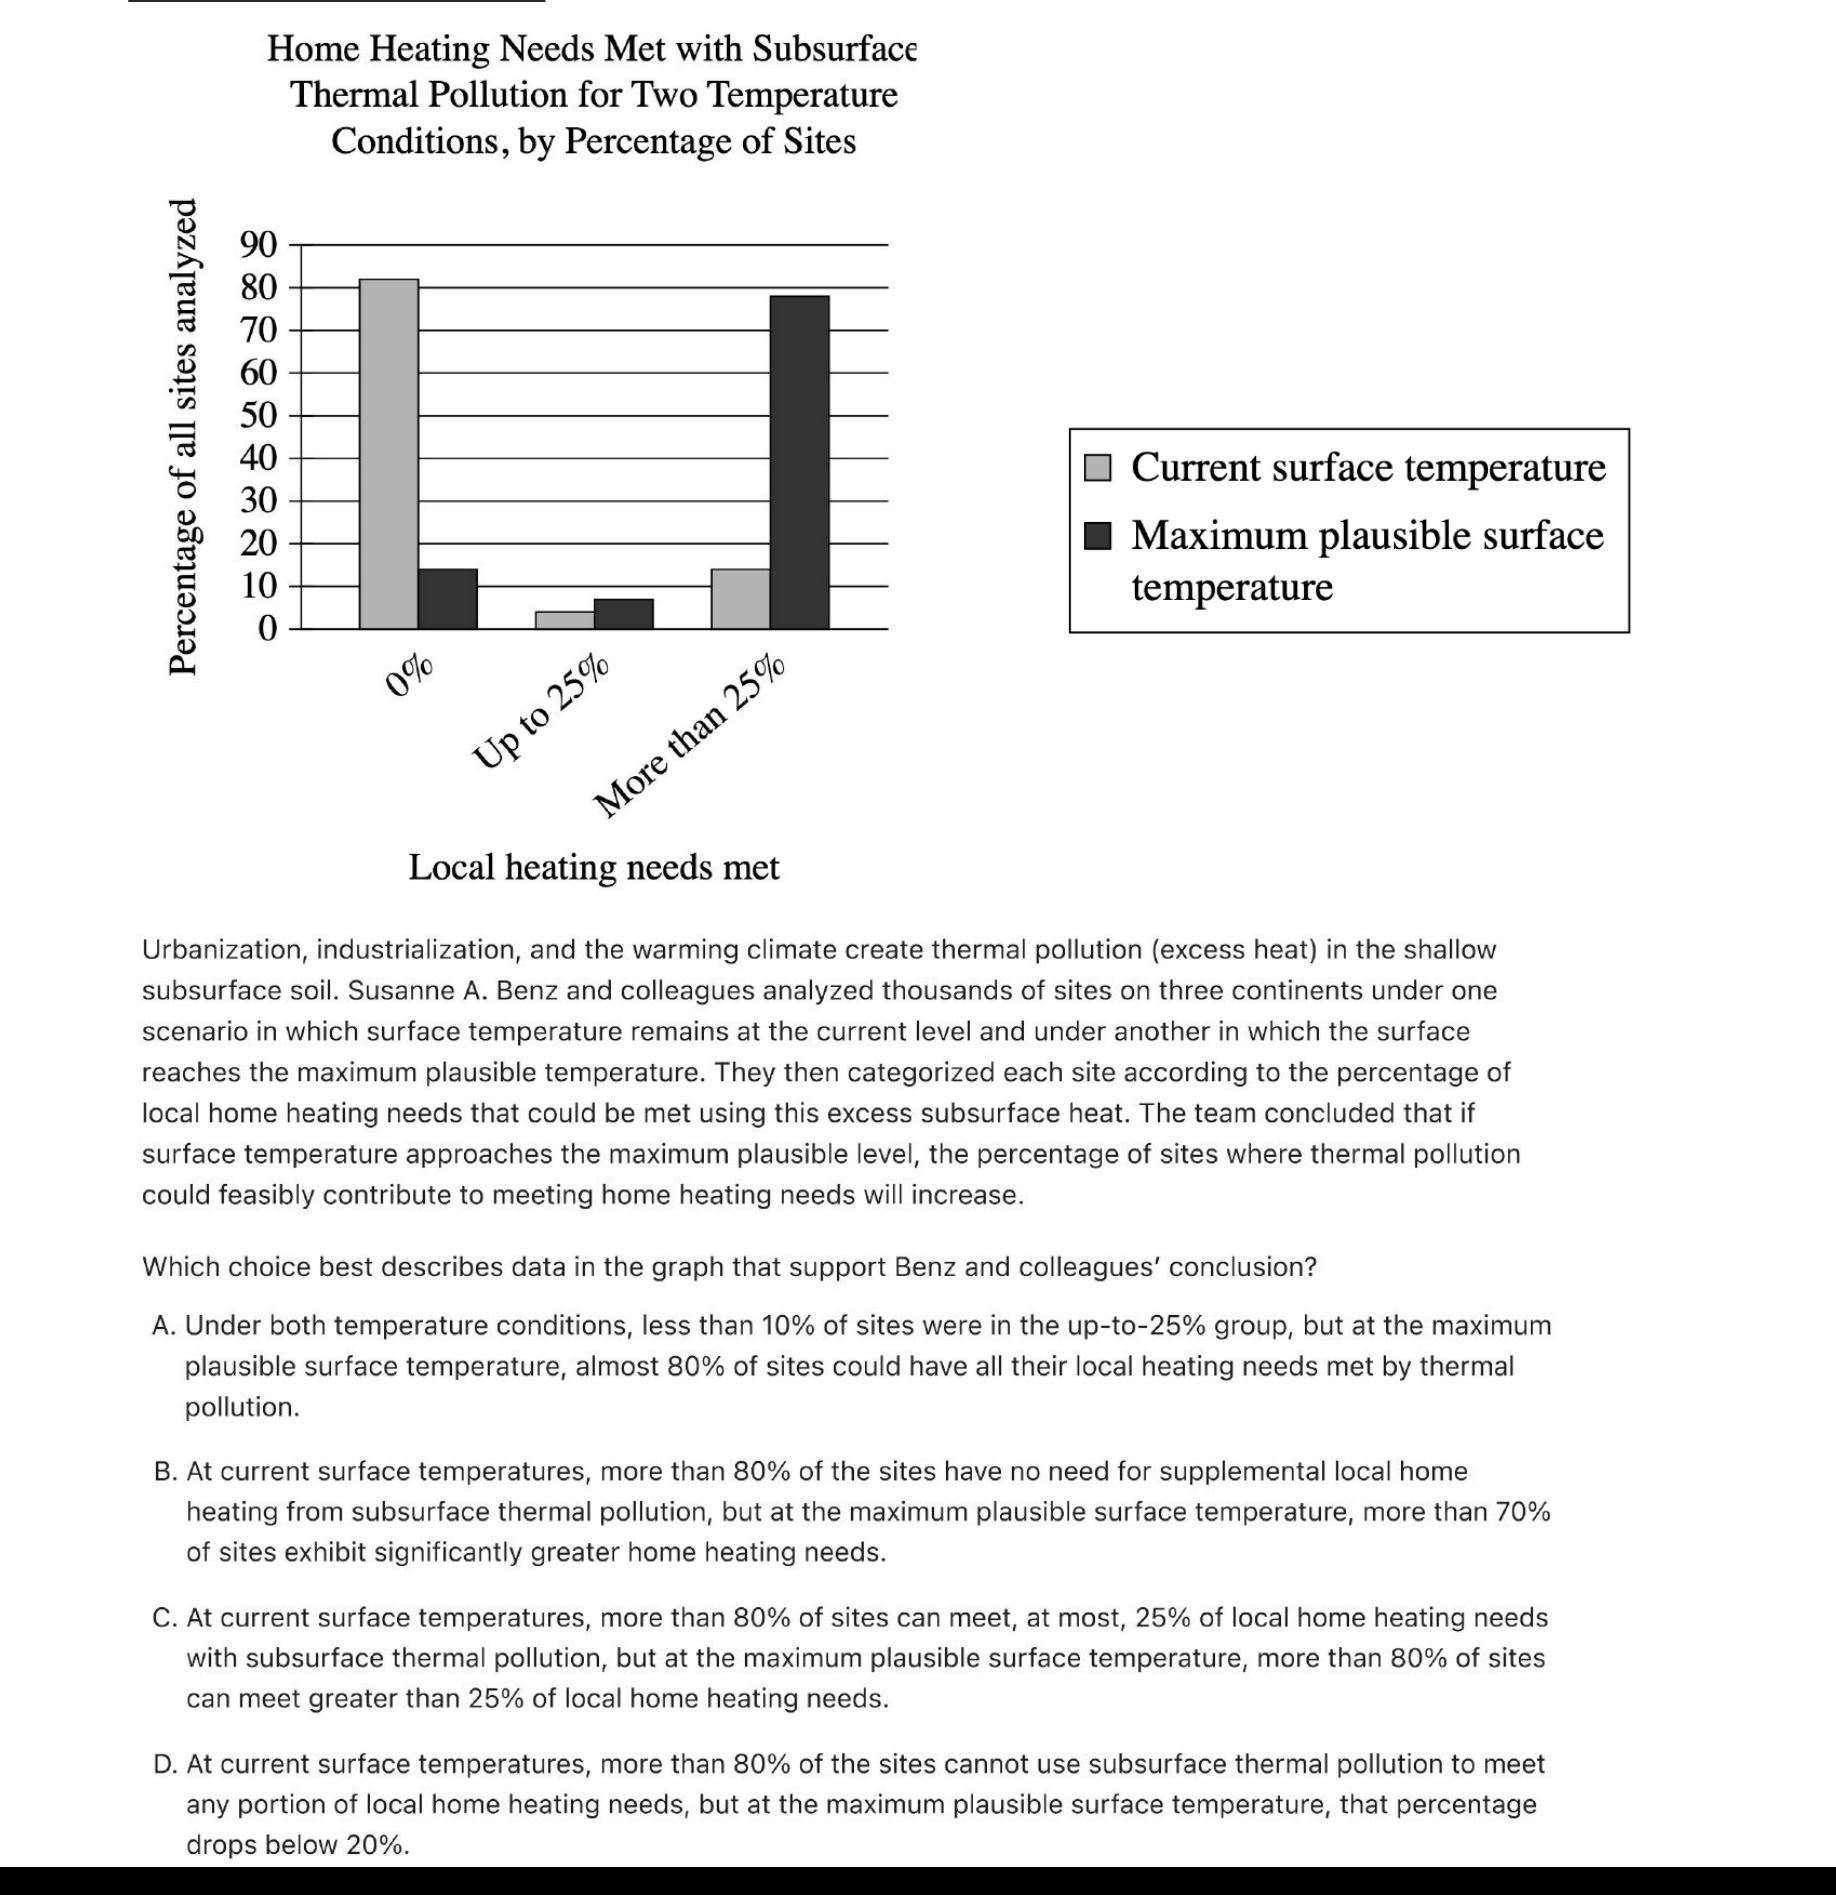 Home Heating Needs Met with Subsurface
Thermal Pollution for Two Temperature
Conditions, by Percentage of Sites
Percentage of all sites analyzed
90
80
70
60
50
40
30
20
10
0
0%
Up to 25%
More than 25%
Local heating needs met
Current surface temperature
Maximum plausible surface
temperature
Urbanization, industrialization, and the warming climate create thermal pollution (excess heat) in the shallow
subsurface soil. Susanne A. Benz and colleagues analyzed thousands of sites on three continents under one
scenario in which surface temperature remains at the current level and under another in which the surface
reaches the maximum plausible temperature. They then categorized each site according to the percentage of
local home heating needs that could be met using this excess subsurface heat. The team concluded that if
surface temperature approaches the maximum plausible level, the percentage of sites where thermal pollution
could feasibly contribute to meeting home heating needs will increase.
Which choice best describes data in the graph that support Benz and colleagues’ conclusion?
A. Under both temperature conditions, less than 10% of sites were in the up-to-25% group, but at the maximum
plausible surface temperature, almost 80% of sites could have all their local heating needs met by thermal
pollution.
B. At current surface temperatures, more than 80% of the sites have no need for supplemental local home
heating from subsurface thermal pollution, but at the maximum plausible surface temperature, more than 70%
of sites exhibit significantly greater home heating needs.
C. At current surface temperatures, more than 80% of sites can meet, at most, 25% of local home heating needs
with subsurface thermal pollution, but at the maximum plausible surface temperature, more than 80% of sites
can meet greater than 25% of local home heating needs.
D. At current surface temperatures, more than 80% of the sites cannot use subsurface thermal pollution to meet
any portion of local home heating needs, but at the maximum plausible surface temperature, that percentage
drops below 20%.